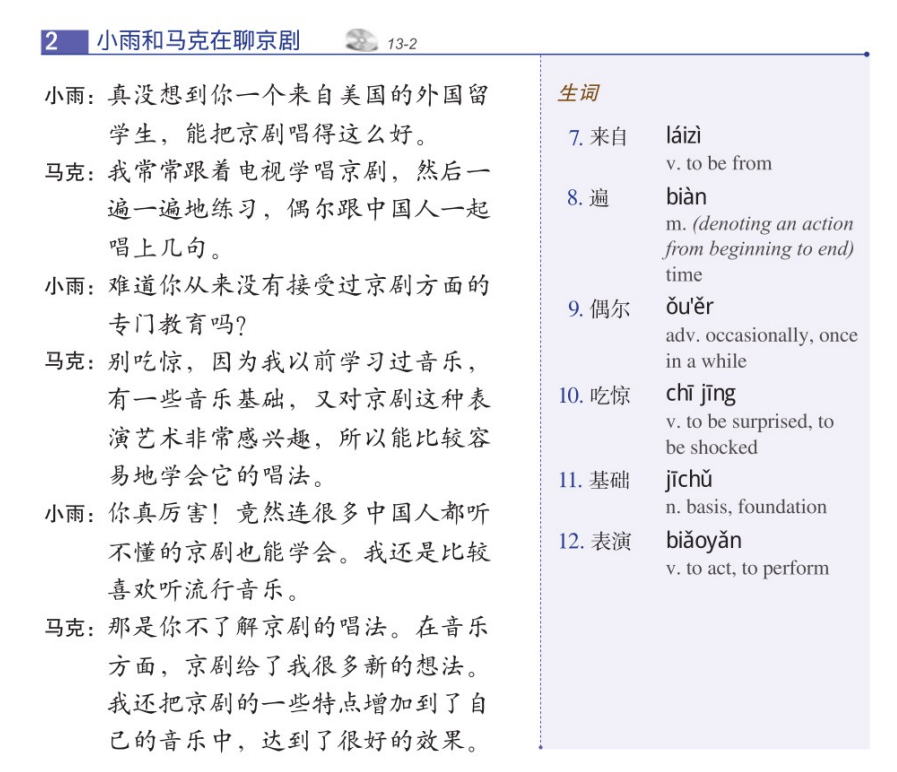 2 小雨和马克在聊京剧 13-2
小雨：真没想到你一个来自美国的外国留
学生，能把京剧唱得这么好。
马克：我常常跟着电视学唱京剧，然后一
遍一遍地练习，偶尔跟中国人一起
唱上几句。
小雨：难道你从来没有接受过京剧方面的
专门教育吗？
马克：别吃惊，因为我以前学习过音乐，
有一些音乐基础，又对京剧这种表
演艺术非常感兴趣，所以能比较容
易地学会它的唱法。
小雨：你真厉害！竟然连很多中国人都听
不懂的京剧也能学会。我还是比较
喜欢听流行音乐。
马克：那是你不了解京剧的唱法。在音乐
方面，京剧给了我很多新的想法。
我还把京剧的一些特点增加到了自
己的音乐中，达到了很好的效果。
生词
7. 来自 láizì
v. to be from
8. 遍 biàn
m. (denoting an action
from beginning to end)
time
9. 偶尔 ǒu'ěr
adv. occasionally, once
in a while
10. 吃惊 chī jīng
v. to be surprised, to
be shocked
11. 基础 jīchǔ
n. basis, foundation
12. 表演 biǎoyǎn
v. to act, to perform